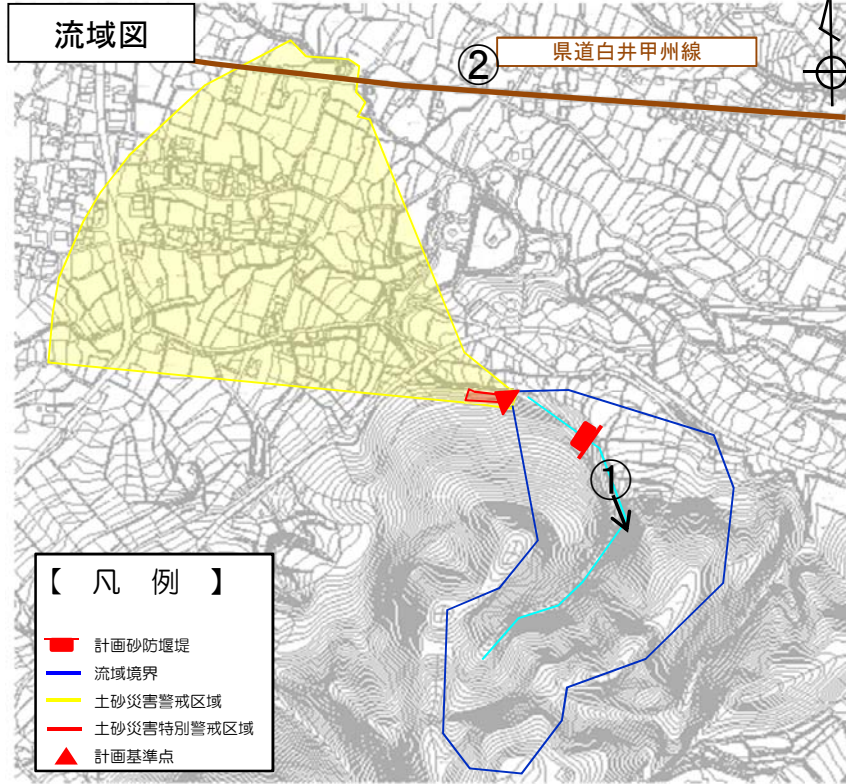 流域図
②
県道白井甲州線
①
【 凡 例 】
計画砂防堰堤
流域境界
土砂災害警戒区域
土砂災害特別警戒区域
計画基準点